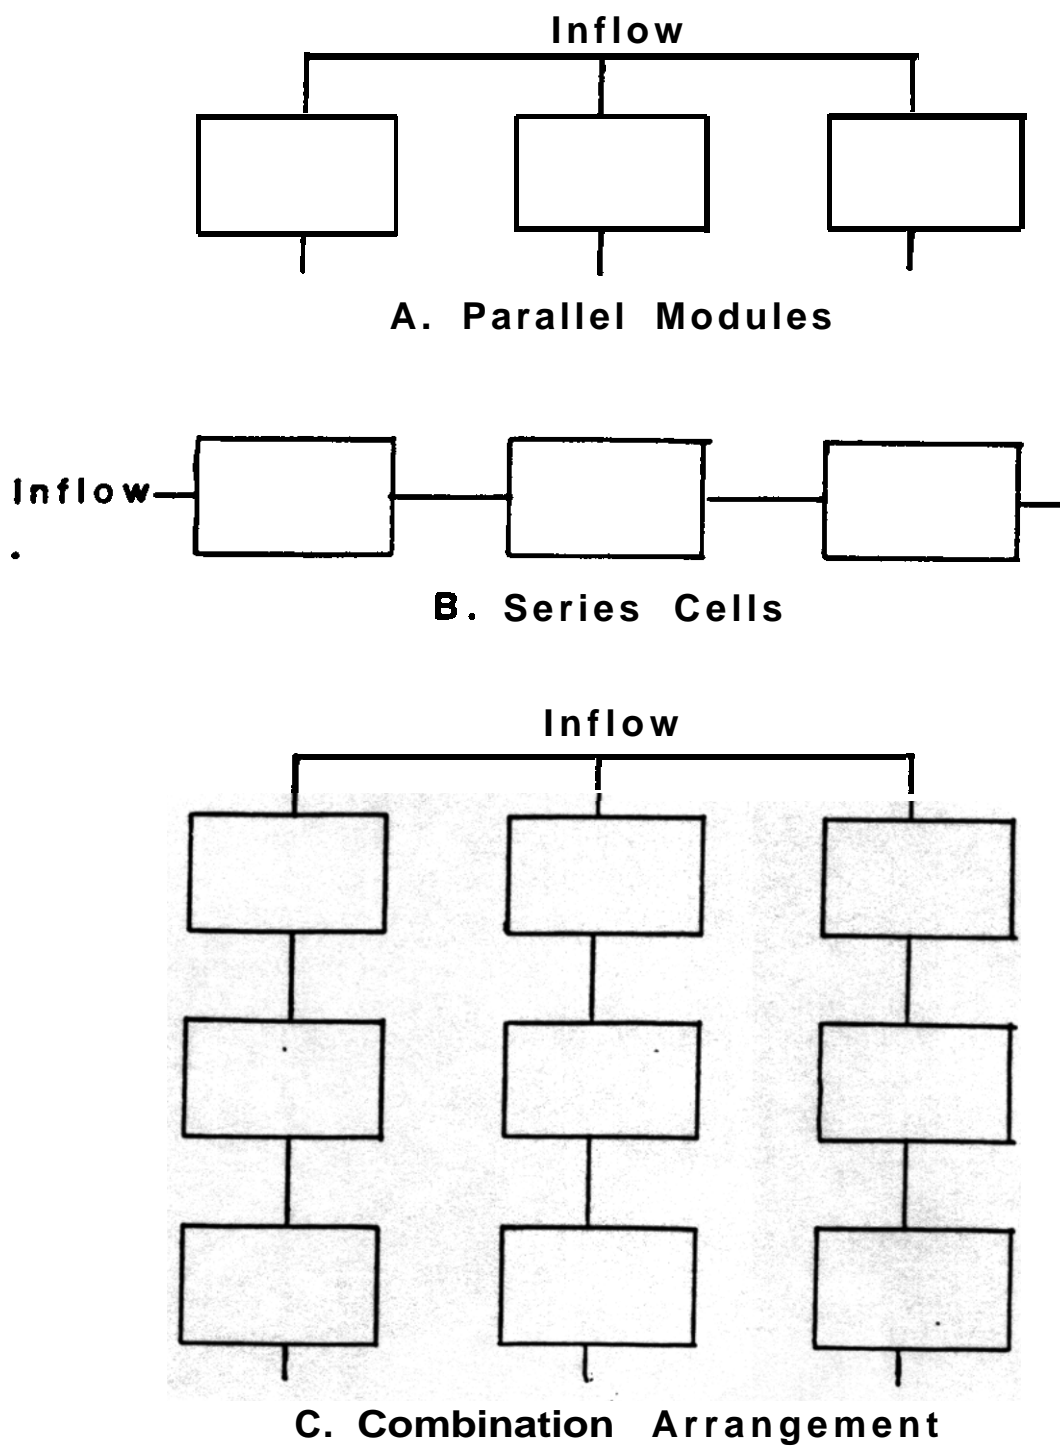 Inflow
A. Parallel Modules
Inflow
B. Series Cells
Inflow
C. Combination Arrangement